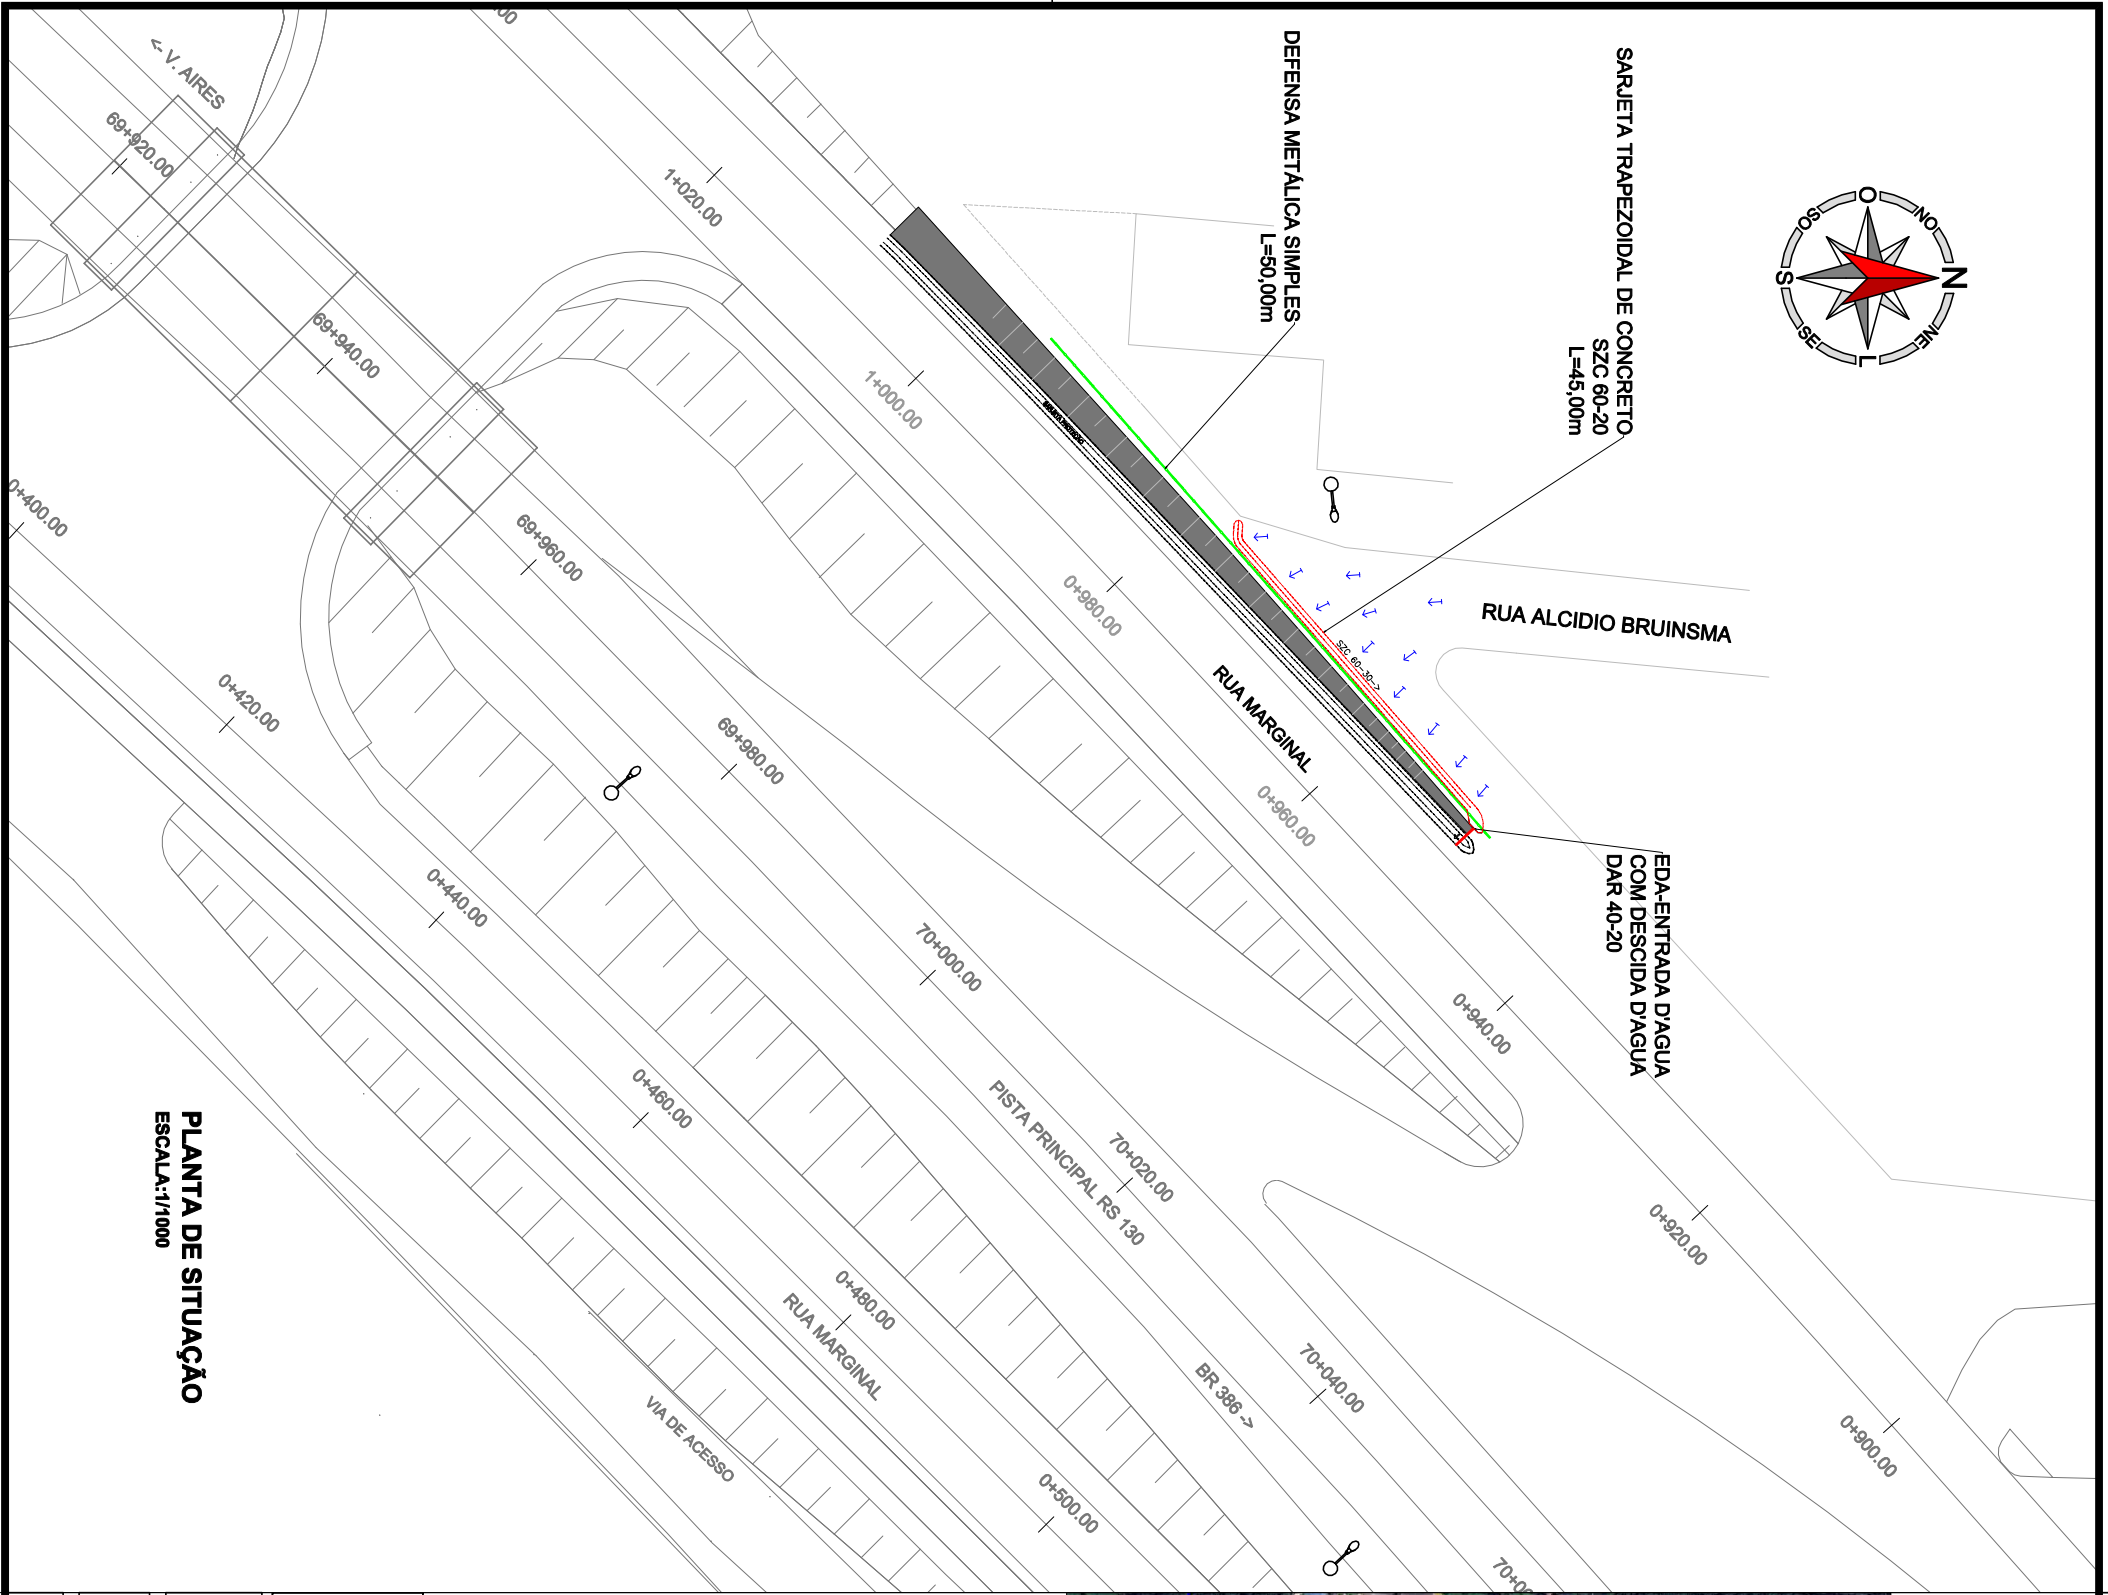 SARJETA TRAPEZOIDAL DE CONCRETO
SZC 60-20
L=45,00m
DEFENSA METÁLICA SIMPLES
L=50,00m
N
NE
L
SE
S
OS
O
NO
<- V. AIRES
69+920.00
69+940.00
69+960.00
69+980.00
70+000.00
70+020.00
70+040.00
1+020.00
1+000.00
0+980.00
0+960.00
0+940.00
0+920.00
0+900.00
RUA ALCIDIO BRUINSMA
SZC 60-30->
RUA MARGINAL
EDA-ENTRADA D'AGUA
COM DESCIDA D'AGUA
DAR 40-20
0+400.00
0+420.00
0+440.00
0+460.00
0+480.00
0+500.00
PISTA PRINCIPAL RS 130
BR 386 ->
RUA MARGINAL
VIA DE ACESSO
PLANTA DE SITUAÇÃO
ESCALA:1/1000